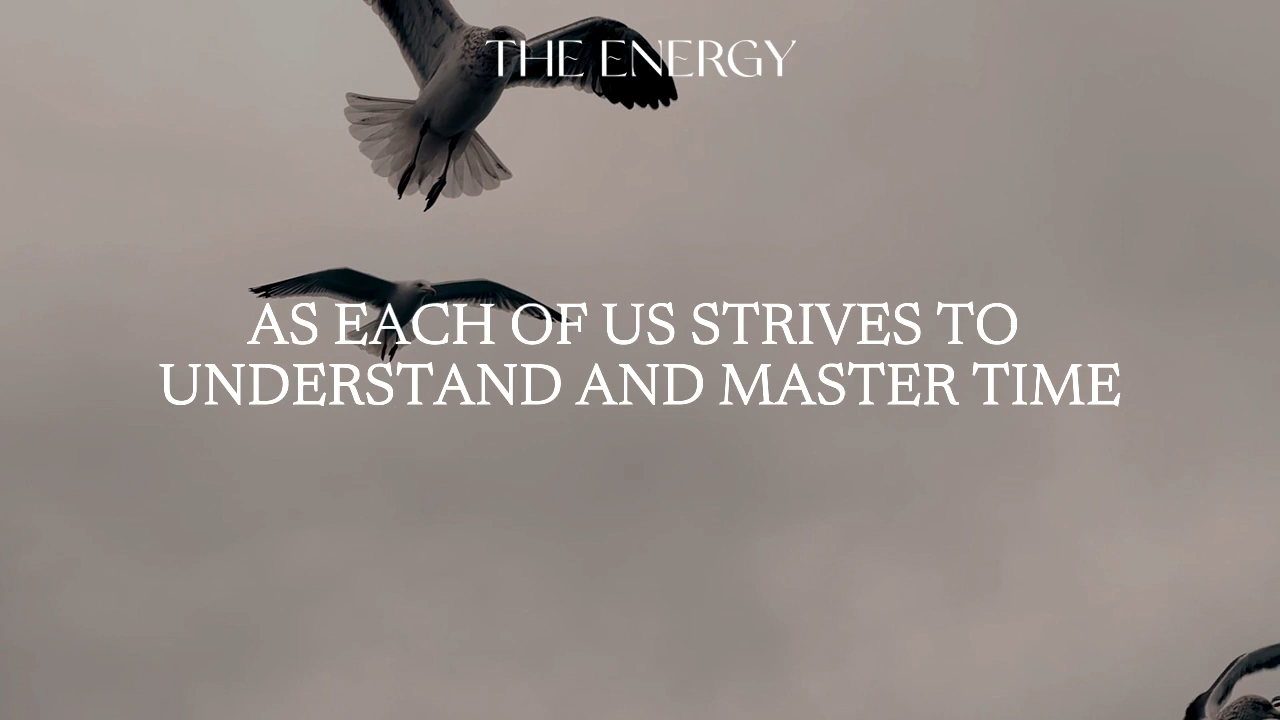 THE ENERGY
AS EACH OF US STRIVES TO
UNDERSTAND AND MASTER TIME